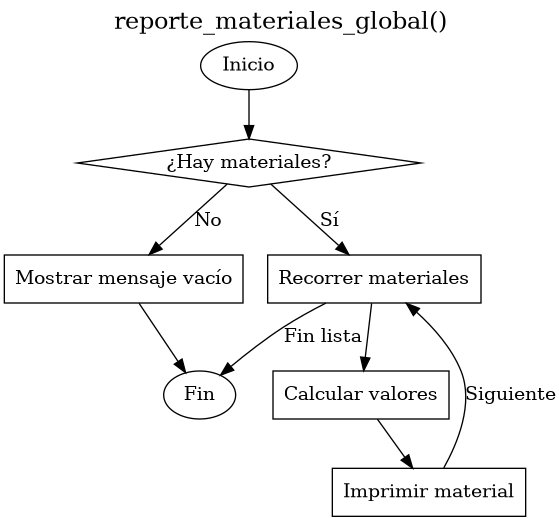 reporte_materiales_global()
Inicio
¿Hay materiales?
No
Sí
Mostrar mensaje vacío
Recorrer materiales
Fin lista
Fin
Calcular valores
Siguiente
Imprimir material